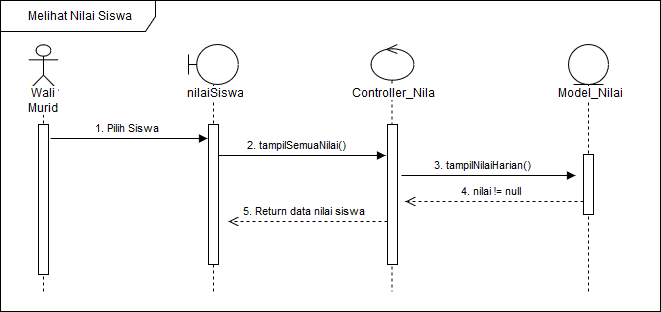 Melihat Nilai Siswa
Wali
Murid
nilaiSiswa
Controller_Nila
Model_Nilai
1. Pilih Siswa
2. tampilSemuaNilai()
3. tampilNilaiHarian()
4. nilai != null
5. Return data nilai siswa